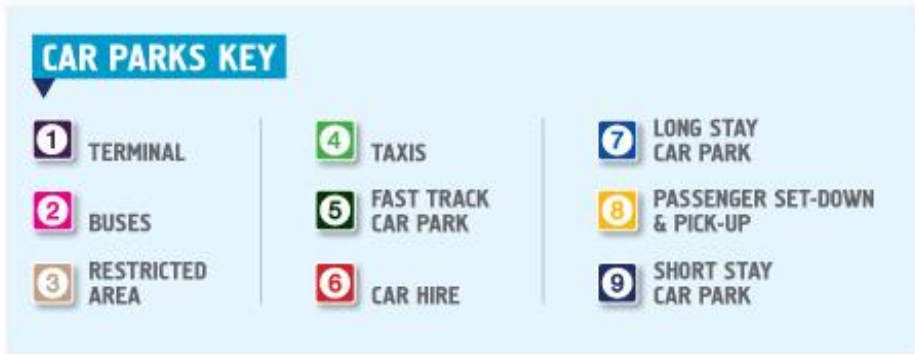 CAR PARKS KEY
1 TERMINAL
2 BUSES
3 RESTRICTED
AREA
4 TAXIS
5 FAST TRACK
CAR PARK
6 CAR HIRE
7 LONG STAY
CAR PARK
8 PASSENGER SET-DOWN
& PICK-UP
9 SHORT STAY
CAR PARK